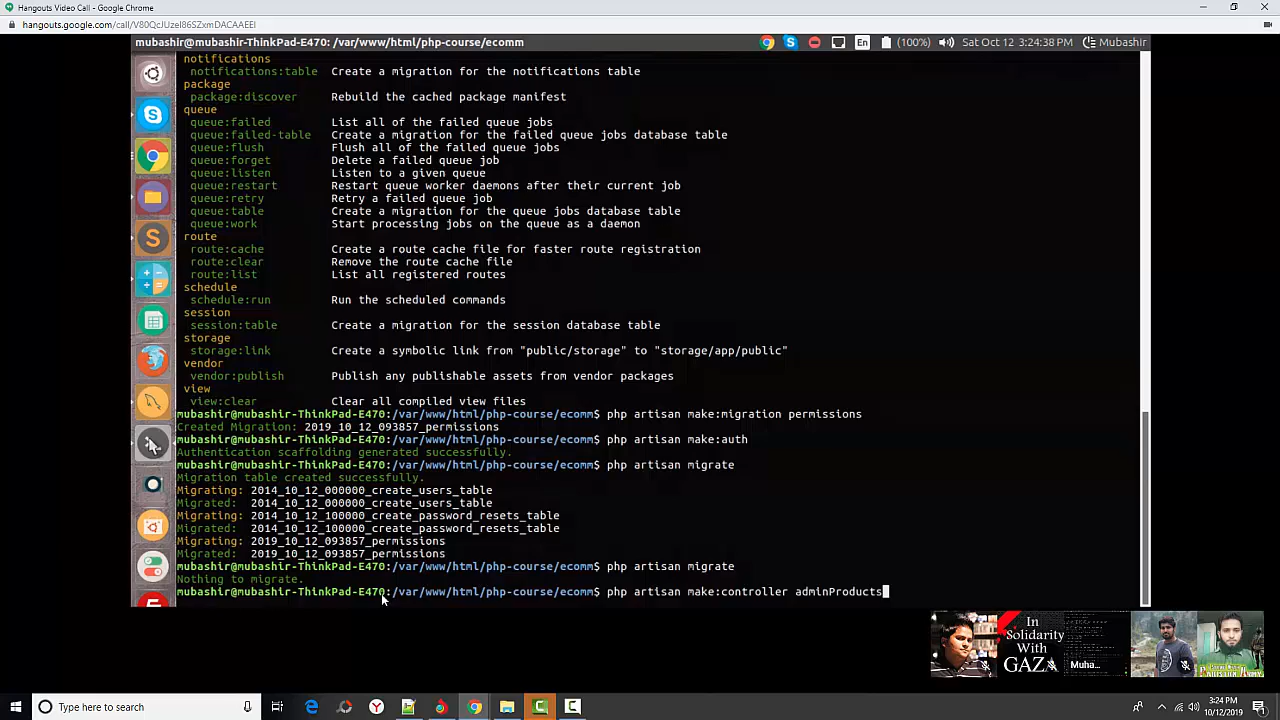 Hangouts Video Call - Google Chrome
hangouts.google.com/call/V80QcJUzeI86SZxmDACAAEEI
mubashir@mubashir-ThinkPad-E470: /var/www/html/php-course/ecomm
En (100%) Sat Oct 12 3:24:38 PM Mubashir
notifications
notifications:table Create a migration for the notifications table
package
package:discover Rebuild the cached package manifest
queue
queue:failed List all of the failed queue jobs
queue:failed-table Create a migration for the failed queue jobs database table
queue:flush Flush all of the failed queue jobs
queue:forget Delete a failed queue job
queue:listen Listen to a given queue
queue:restart Restart queue worker daemons after their current job
queue:retry Retry a failed queue job
queue:table Create a migration for the queue jobs database table
queue:work Start processing jobs on the queue as a daemon
route
route:cache Create a route cache file for faster route registration
route:clear Remove the route cache file
route:list List all registered routes
schedule
schedule:run Run the scheduled commands
session
session:table Create a migration for the session database table
storage
storage:link Create a symbolic link from "public/storage" to "storage/app/public"
vendor
vendor:publish Publish any publishable assets from vendor packages
view
view:clear Clear all compiled view files
mubashir@mubashir-ThinkPad-E470:/var/www/html/php-course/ecomm$ php artisan make:migration permissions
Created Migration: 2019_10_12_093857_permissions
mubashir@mubashir-ThinkPad-E470:/var/www/html/php-course/ecomm$ php artisan make:auth
Authentication scaffolding generated successfully.
mubashir@mubashir-ThinkPad-E470:/var/www/html/php-course/ecomm$ php artisan migrate
Migration table created successfully.
Migrating: 2014_10_12_000000_create_users_table
Migrated: 2014_10_12_000000_create_users_table
Migrating: 2014_10_12_100000_create_password_resets_table
Migrated: 2014_10_12_100000_create_password_resets_table
Migrating: 2019_10_12_093857_permissions
Migrated: 2019_10_12_093857_permissions
mubashir@mubashir-ThinkPad-E470:/var/www/html/php-course/ecomm$ php artisan migrate
Nothing to migrate.
mubashir@mubashir-ThinkPad-E470:/var/www/html/php-course/ecomm$ php artisan make:controller adminProducts
In
Solidarity
With
GAZA
Muha...
Type here to search
3:24 PM
10/12/2019